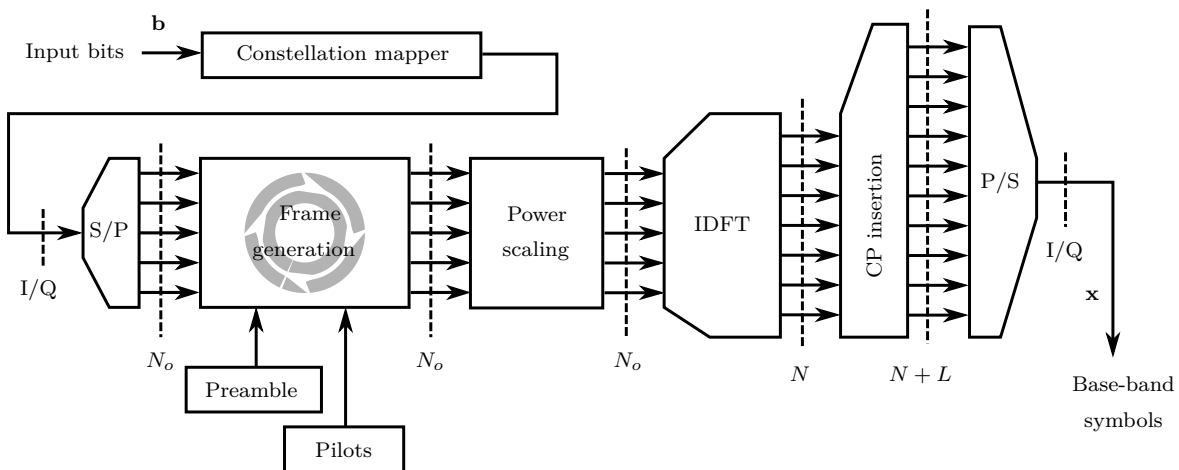 b
Input bits
Constellation mapper
I/Q
S/P
N_o
Frame
generation
N_o
Preamble
Pilots
Power
scaling
N_o
IDFT
N
CP insertion
N + L
P/S
I/Q
x
Base-band
symbols